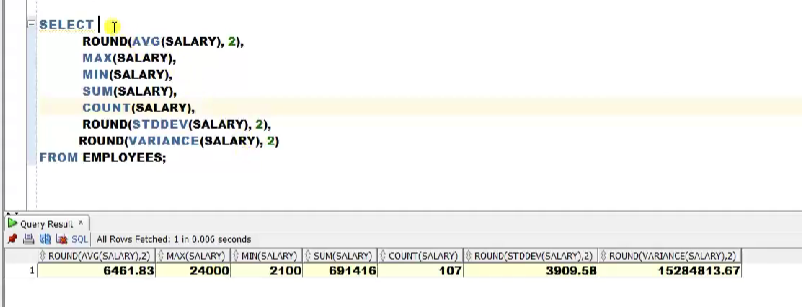 SELECT
ROUND(AVG(SALARY), 2),
MAX(SALARY),
MIN(SALARY),
SUM(SALARY),
COUNT(SALARY),
ROUND(STDDEV(SALARY), 2),
ROUND(VARIANCE(SALARY), 2)
FROM EMPLOYEES;
Query Result
SQL All Rows Fetched: 1 in 0.006 seconds
ROUND(AVG(SALARY),2) MAX(SALARY) MIN(SALARY) SUM(SALARY) COUNT(SALARY) ROUND(STDDEV(SALARY),2) ROUND(VARIANCE(SALARY),2)
1 6461.83 24000 2100 691416 107 3909.58 15284813.67